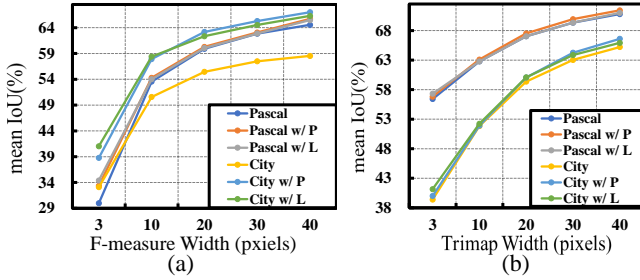 mean IoU(%)
64
59
54
49
44
39
34
29
3 10 20 30 40
F-measure Width (pxiels)
Pascal
Pascal w/ P
Pascal w/ L
City
City w/ P
City w/ L
(a)
mean IoU(%)
68
63
58
53
48
43
38
3 10 20 30 40
Trimap Width (pixels)
Pascal
Pascal w/ P
Pascal w/ L
City
City w/ P
City w/ L
(b)